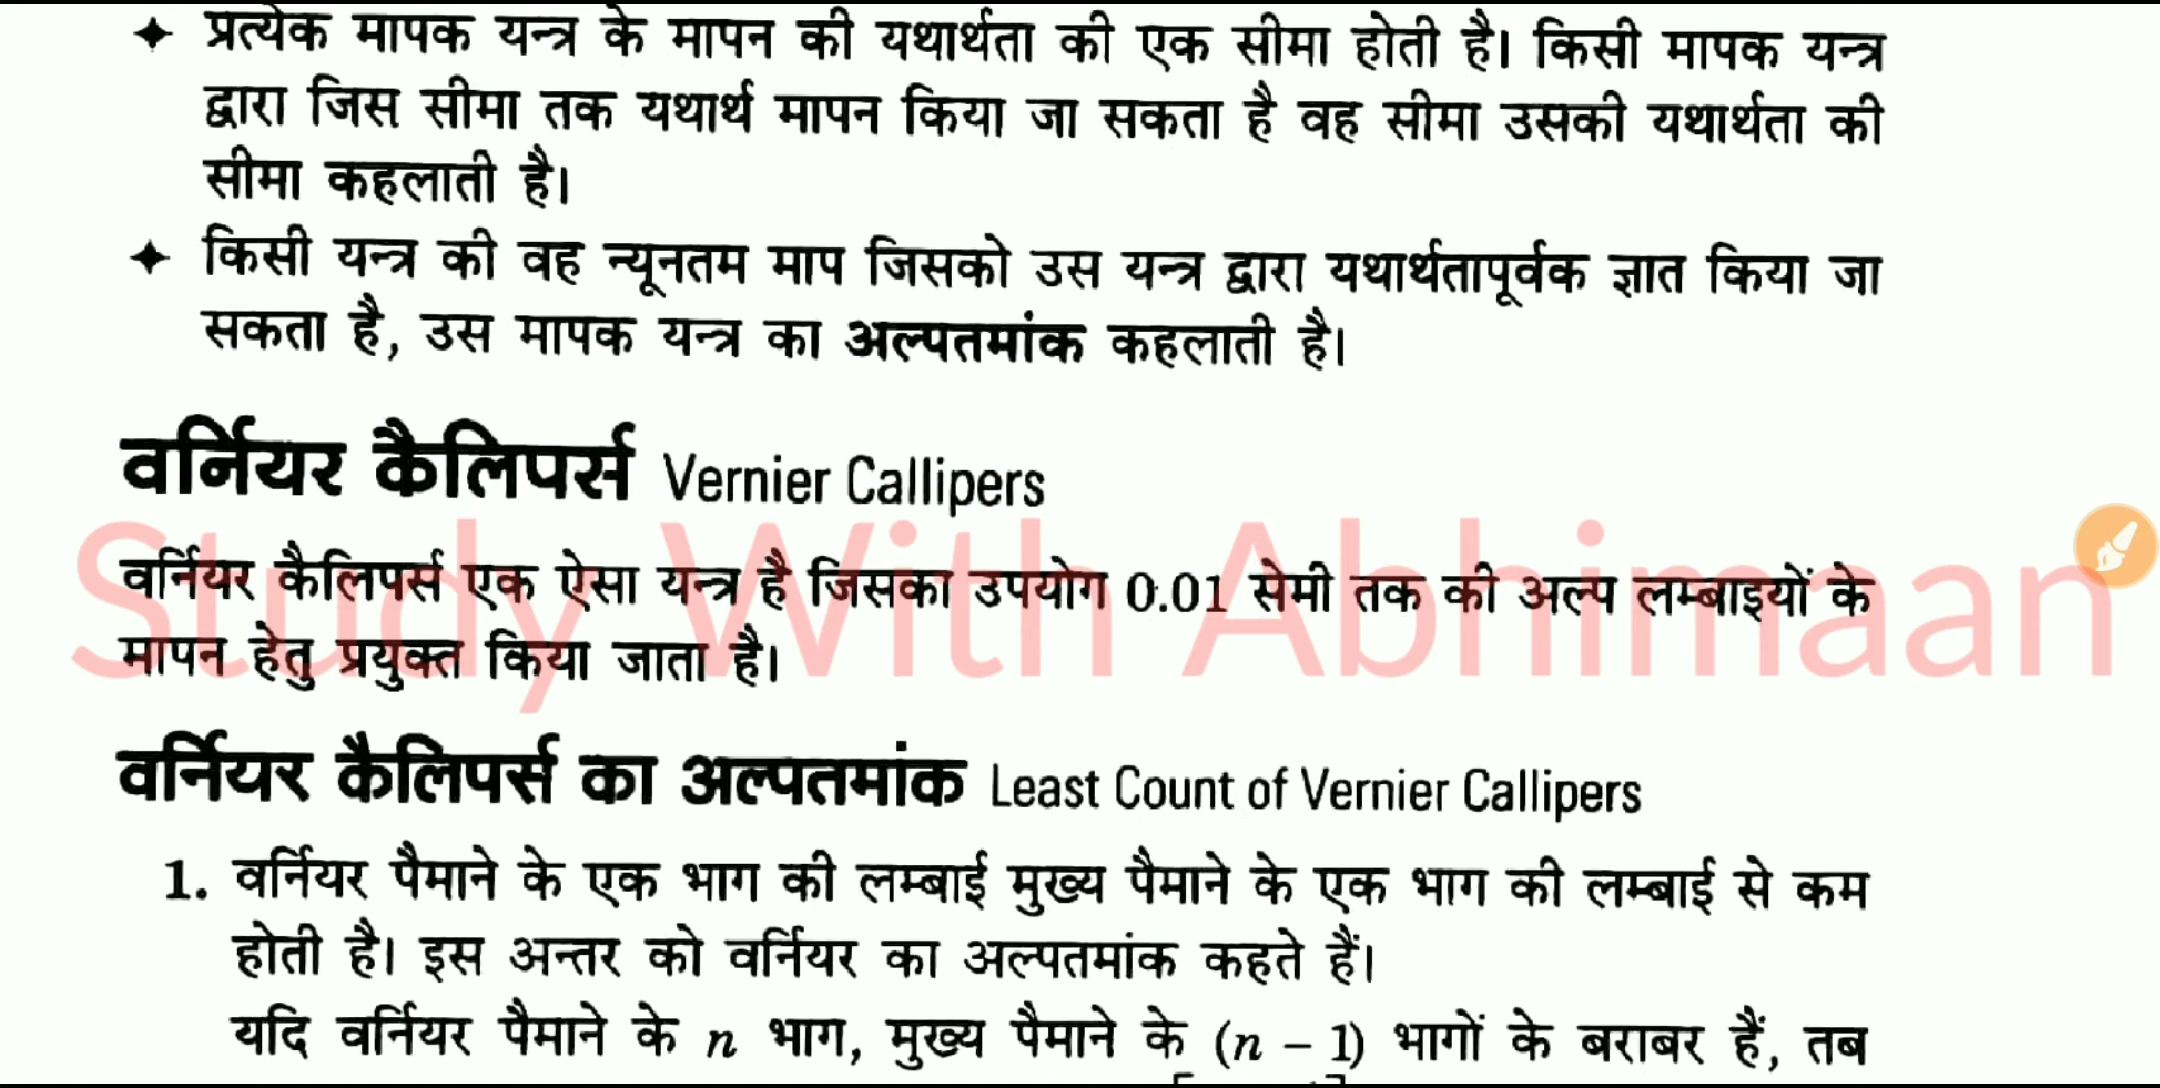 ✦ प्रत्येक मापक यन्त्र के मापन की यथार्थता की एक सीमा होती है। किसी मापक यन्त्र
द्वारा जिस सीमा तक यथार्थ मापन किया जा सकता है वह सीमा उसकी यथार्थता की
सीमा कहलाती है।
✦ किसी यन्त्र की वह न्यूनतम माप जिसको उस यन्त्र द्वारा यथार्थतापूर्वक ज्ञात किया जा
सकता है, उस मापक यन्त्र का अल्पतमांक कहलाती है।
वर्नियर कैलिपर्स Vernier Callipers
Study With Abhimaan
वर्नियर कैलिपर्स एक ऐसा यन्त्र है जिसका उपयोग 0.01 सेमी तक की अल्प लम्बाइयों के
मापन हेतु प्रयुक्त किया जाता है।
वर्नियर कैलिपर्स का अल्पतमांक Least Count of Vernier Callipers
1. वर्नियर पैमाने के एक भाग की लम्बाई मुख्य पैमाने के एक भाग की लम्बाई से कम
होती है। इस अन्तर को वर्नियर का अल्पतमांक कहते हैं।
यदि वर्नियर पैमाने के n भाग, मुख्य पैमाने के (n – 1) भागों के बराबर हैं, तब